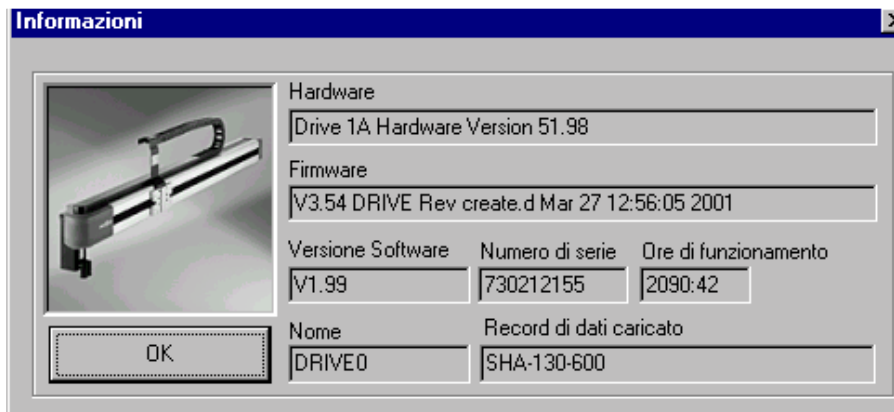 Informazioni
Hardware
Drive 1A Hardware Version 51.98
Firmware
V3.54 DRIVE Rev create.d Mar 27 12:56:05 2001
Versione Software Numero di serie Ore di funzionamento
V1.99 730212155 2090:42
Nome Record di dati caricato
DRIVE0 SHA-130-600
OK